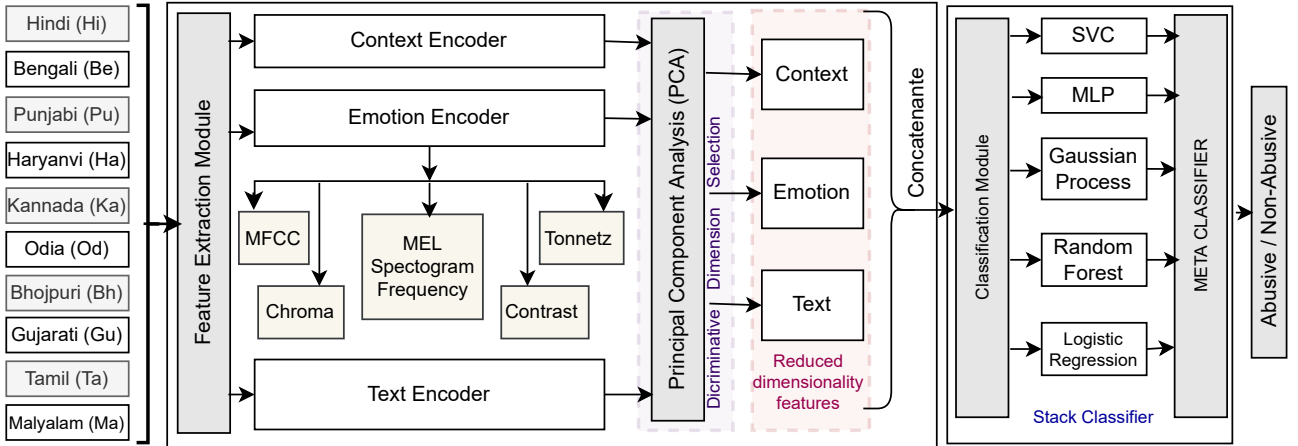 Hindi (Hi)
Bengali (Be)
Punjabi (Pu)
Haryanvi (Ha)
Kannada (Ka)
Odia (Od)
Bhojpuri (Bh)
Gujarati (Gu)
Tamil (Ta)
Malyalam (Ma)
Feature Extraction Module
Context Encoder
Emotion Encoder
MFCC
Chroma
MEL
Spectogram
Frequency
Contrast
Tonnetz
Text Encoder
Principal Component Analysis (PCA)
Dicriminative Dimension Selection
Context
Emotion
Text
Reduced
dimensionality
features
Concatenante
Classification Module
SVC
MLP
Gaussian
Process
Random
Forest
Logistic
Regression
Stack Classifier
META CLASSIFIER
Abusive / Non-Abusive